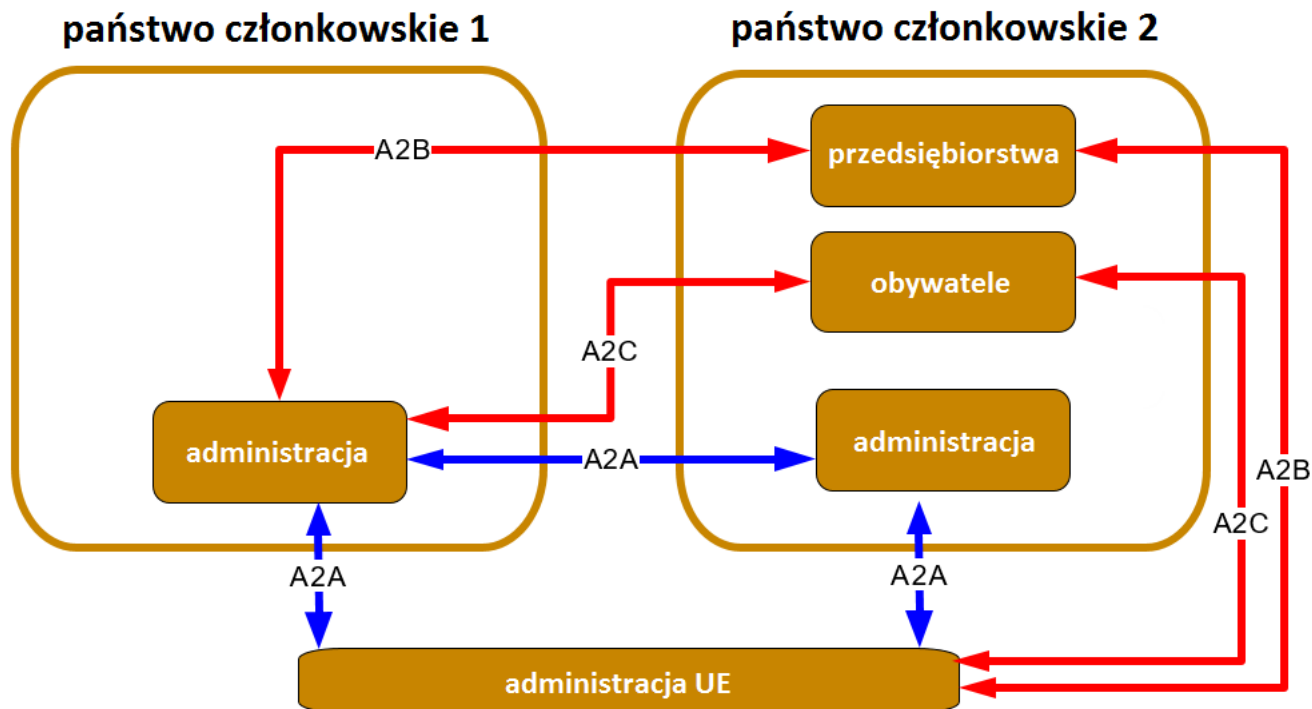 państwo członkowskie 1
państwo członkowskie 2
A2B
przedsiębiorstwa
obywatele
A2C
administracja
administracja
A2A
A2B
A2C
A2A
A2A
administracja UE